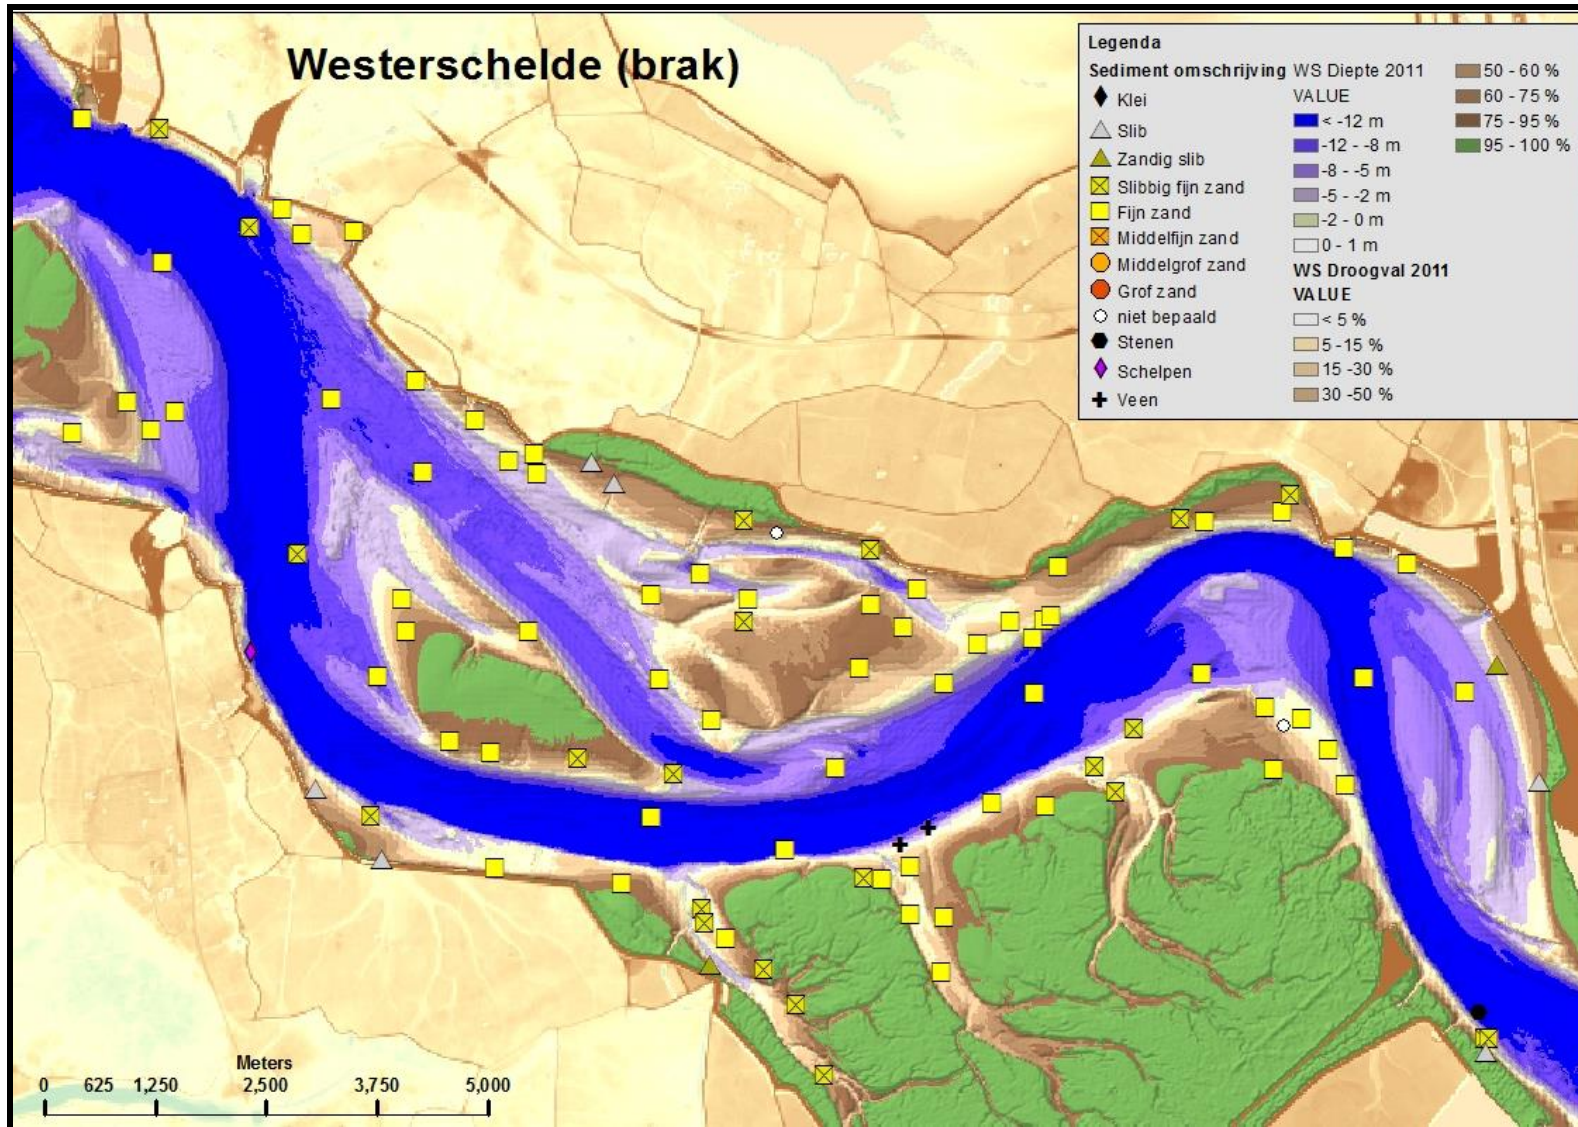 Westerschelde (brak)
Legenda
Sediment omschrijving
Klei
Slib
Zandig slib
Slibbig fijn zand
Fijn zand
Middelfijn zand
Middelgrof zand
Grof zand
niet bepaald
Stenen
Schelpen
Veen
WS Diepte 2011
VALUE
< -12 m
-12 - -8 m
-8 - -5 m
-5 - -2 m
-2 - 0 m
0 - 1 m
WS Droogval 2011
VALUE
< 5 %
5 -15 %
15 -30 %
30 -50 %
50 - 60 %
60 - 75 %
75 - 95 %
95 - 100 %
Meters
0 625 1,250 2,500 3,750 5,000